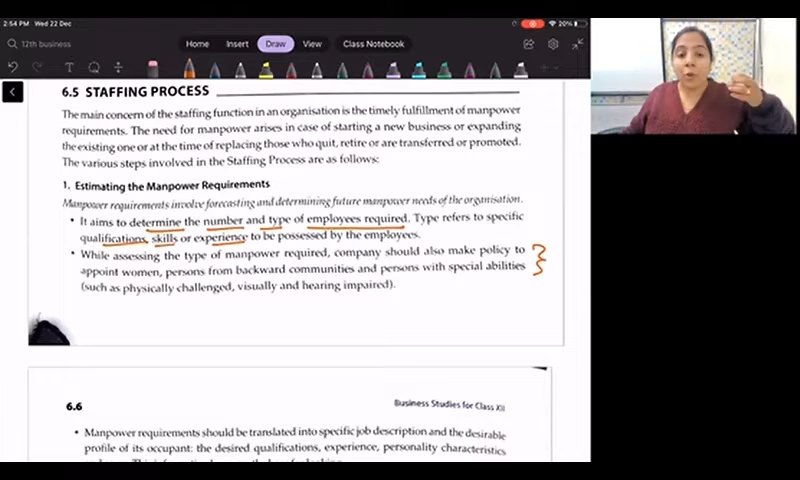 2:54 PM Wed 22 Dec
20%
12th business
Home Insert Draw View Class Notebook
6.5 STAFFING PROCESS
The main concern of the staffing function in an organisation is the timely fulfillment of manpower
requirements. The need for manpower arises in case of starting a new business or expanding
the existing one or at the time of replacing those who quit, retire or are transferred or promoted.
The various steps involved in the Staffing Process are as follows:
1. Estimating the Manpower Requirements
Manpower requirements involve forecasting and determining future manpower needs of the organisation.
• It aims to determine the number and type of employees required. Type refers to specific
qualifications, skills or experience to be possessed by the employees.
• While assessing the type of manpower required, company should also make policy to
appoint women, persons from backward communities and persons with special abilities
(such as physically challenged, visually and hearing impaired).
6.6
Business Studies for Class XII
• Manpower requirements should be translated into specific job description and the desirable
profile of its occupant: the desired qualifications, experience, personality characteristics